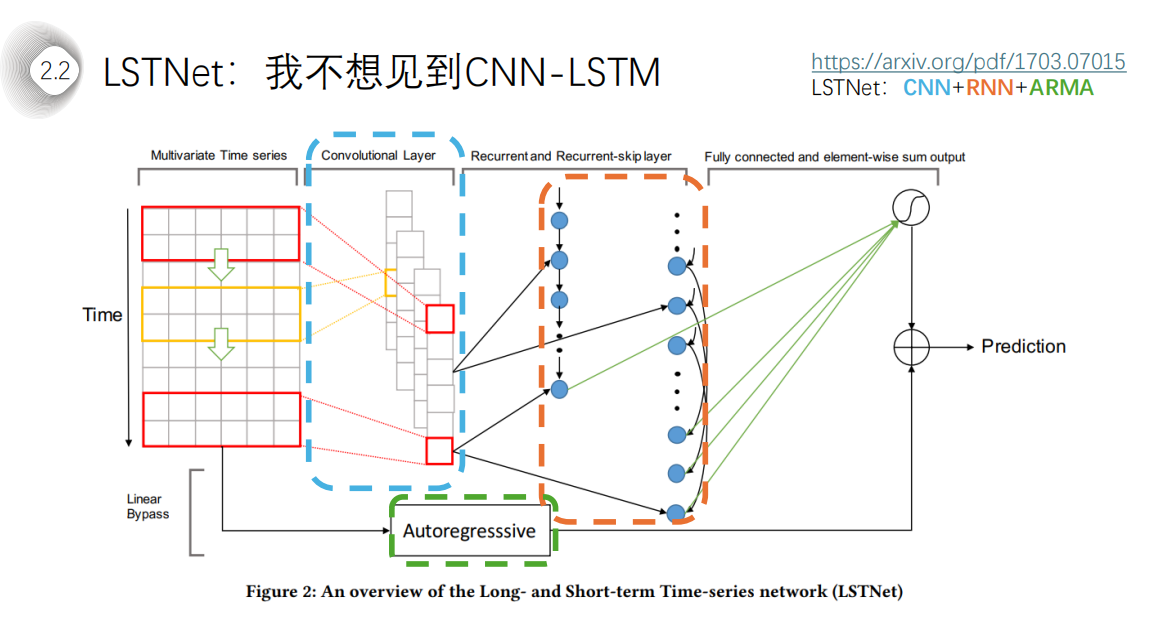 2.2
LSTNet：我不想见到CNN-LSTM
https://arxiv.org/pdf/1703.07015
LSTNet：CNN+RNN+ARMA
Multivariate Time series
Convolutional Layer
Recurrent and Recurrent-skip layer
Fully connected and element-wise sum output
Time
Prediction
Linear
Bypass
Autoregresssive
Figure 2: An overview of the Long- and Short-term Time-series network (LSTNet)